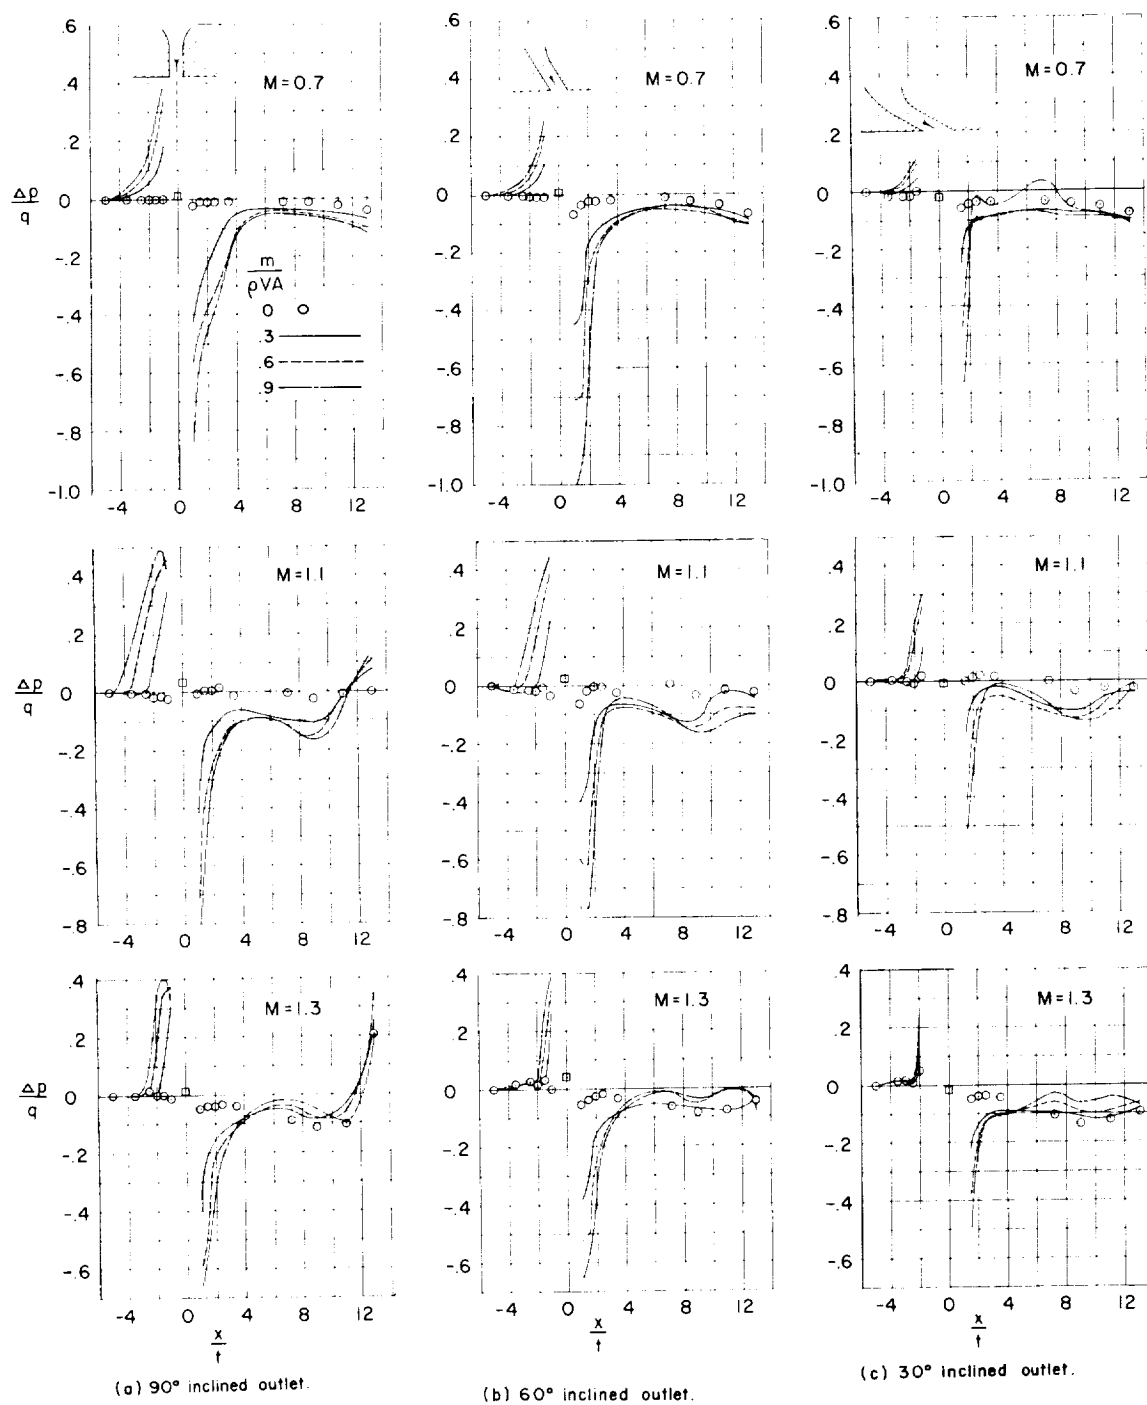 .6
.4
.2
0
-.2
-.4
-.6
-.8
-1.0
Δp
q
M=0.7
m
ρVA
0 ○
.3
.6
.9
-4 0 4 8 12
.6
.4
.2
0
-.2
-.4
-.6
-.8
-1.0
M=0.7
-4 0 4 8 12
.6
.4
.2
0
-.2
-.4
-.6
-.8
-1.0
M=0.7
-4 0 4 8 12
.4
.2
0
-.2
-.4
-.6
-.8
Δp
q
M=1.1
-4 0 4 8 12
.4
.2
0
-.2
-.4
-.6
-.8
M=1.1
-4 0 4 8 12
.4
.2
0
-.2
-.4
-.6
-.8
M=1.1
-4 0 4 8 12
.4
.2
0
-.2
-.4
-.6
Δp
q
M=1.3
-4 0 4 8 12
x
t
(a) 90° inclined outlet.
.4
.2
0
-.2
-.4
-.6
M=1.3
-4 0 4 8 12
x
t
(b) 60° inclined outlet.
.4
.2
0
-.2
-.4
-.6
M=1.3
-4 0 4 8 12
x
t
(c) 30° inclined outlet.